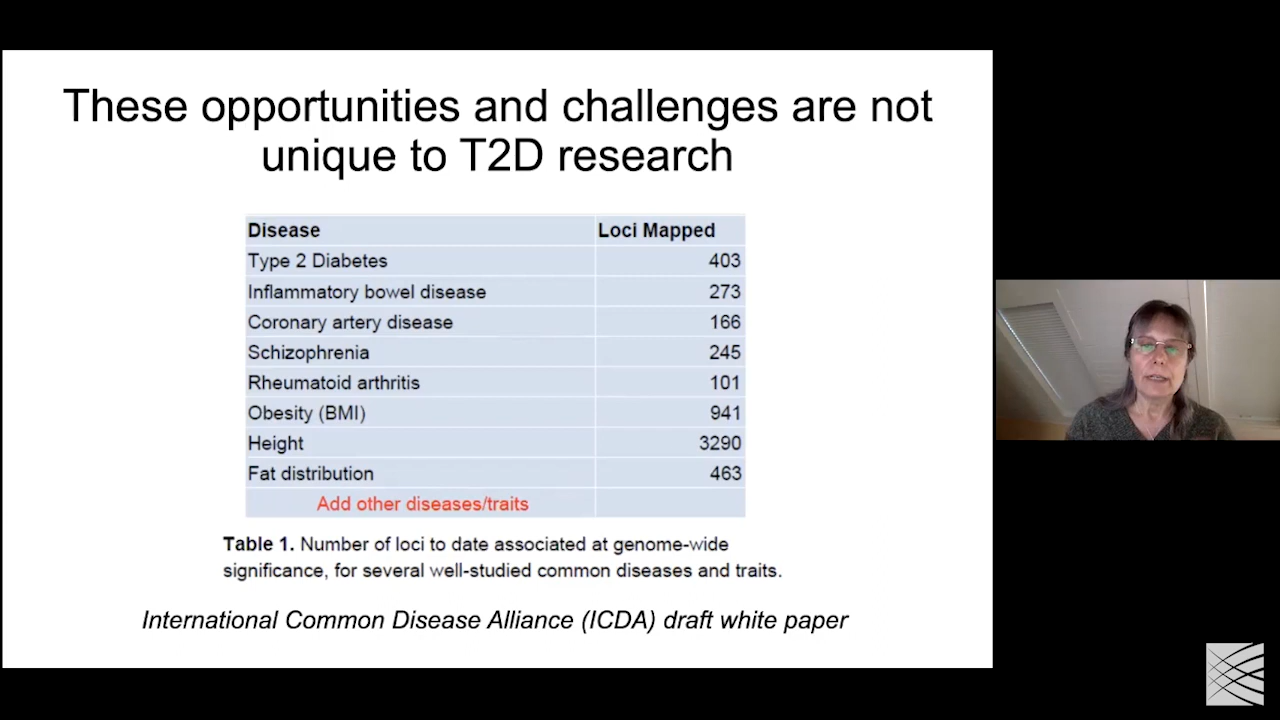 These opportunities and challenges are not
unique to T2D research
Disease Loci Mapped
Type 2 Diabetes 403
Inflammatory bowel disease 273
Coronary artery disease 166
Schizophrenia 245
Rheumatoid arthritis 101
Obesity (BMI) 941
Height 3290
Fat distribution 463
Add other diseases/traits
Table 1. Number of loci to date associated at genome-wide
significance, for several well-studied common diseases and traits.
International Common Disease Alliance (ICDA) draft white paper